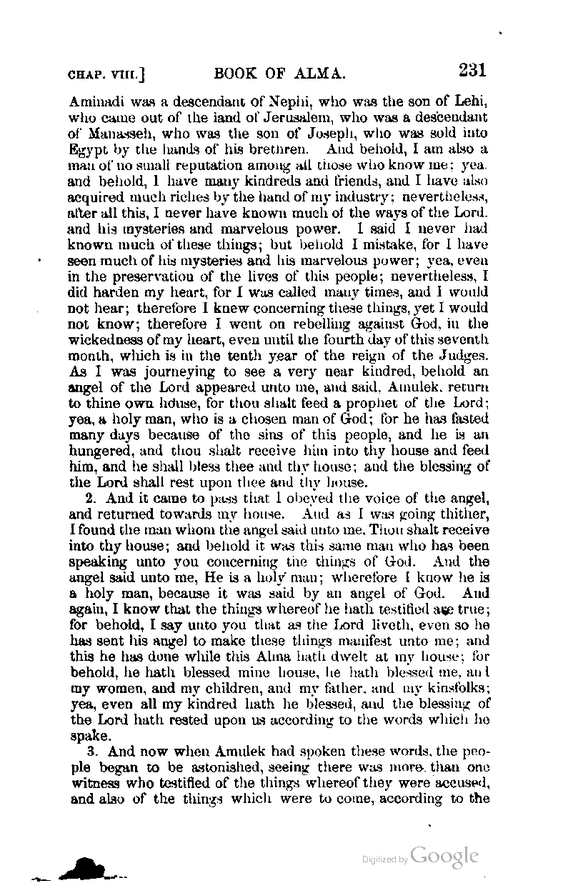 CHAP. VIII.] BOOK OF ALMA. 231
Aminadi was a descendant of Nephi, who was the son of Lehi,
who came out of the land of Jerusalem, who was a descendant
of Manasseh, who was the son of Joseph, who was sold into
Egypt by the hands of his brethren. And behold, I am also a
man of no small reputation among all those who know me; yea,
and behold, I have many kindreds and friends, and I have also
acquired much riches by the hand of my industry; nevertheless,
after all this, I never have known much of the ways of the Lord,
and his mysteries and marvelous power. I said I never had
known much of these things; but behold I mistake, for I have
seen much of his mysteries and his marvelous power; yea, even
in the preservation of the lives of this people; nevertheless, I
did harden my heart, for I was called many times, and I would
not hear; therefore I knew concerning these things, yet I would
not know; therefore I went on rebelling against God, in the
wickedness of my heart, even until the fourth day of this seventh
month, which is in the tenth year of the reign of the Judges.
As I was journeying to see a very near kindred, behold an
angel of the Lord appeared unto me, and said, Amulek, return
to thine own house, for thou shalt feed a prophet of the Lord;
yea, a holy man, who is a chosen man of God; for he has fasted
many days because of the sins of this people, and he is an
hungered, and thou shalt receive him into thy house and feed
him, and he shall bless thee and thy house; and the blessing of
the Lord shall rest upon thee and thy house.
2. And it came to pass that I obeyed the voice of the angel,
and returned towards my house. And as I was going thither,
I found the man whom the angel said unto me, Thou shalt receive
into thy house; and behold it was this same man who has been
speaking unto you concerning the things of God. And the
angel said unto me, He is a holy man; wherefore I know he is
a holy man, because it was said by an angel of God. And
again, I know that the things whereof he hath testified are true;
for behold, I say unto you that as the Lord liveth, even so he
has sent his angel to make these things manifest unto me; and
this he has done while this Alma hath dwelt at my house; for
behold, he hath blessed mine house, he hath blessed me, and
my women, and my children, and my father, and my kinsfolks;
yea, even all my kindred hath he blessed, and the blessing of
the Lord hath rested upon us according to the words which he
spake.
3. And now when Amulek had spoken these words, the peo-
ple began to be astonished, seeing there was more than one
witness who testified of the things whereof they were accused,
and also of the things which were to come, according to the
Digitized by Google